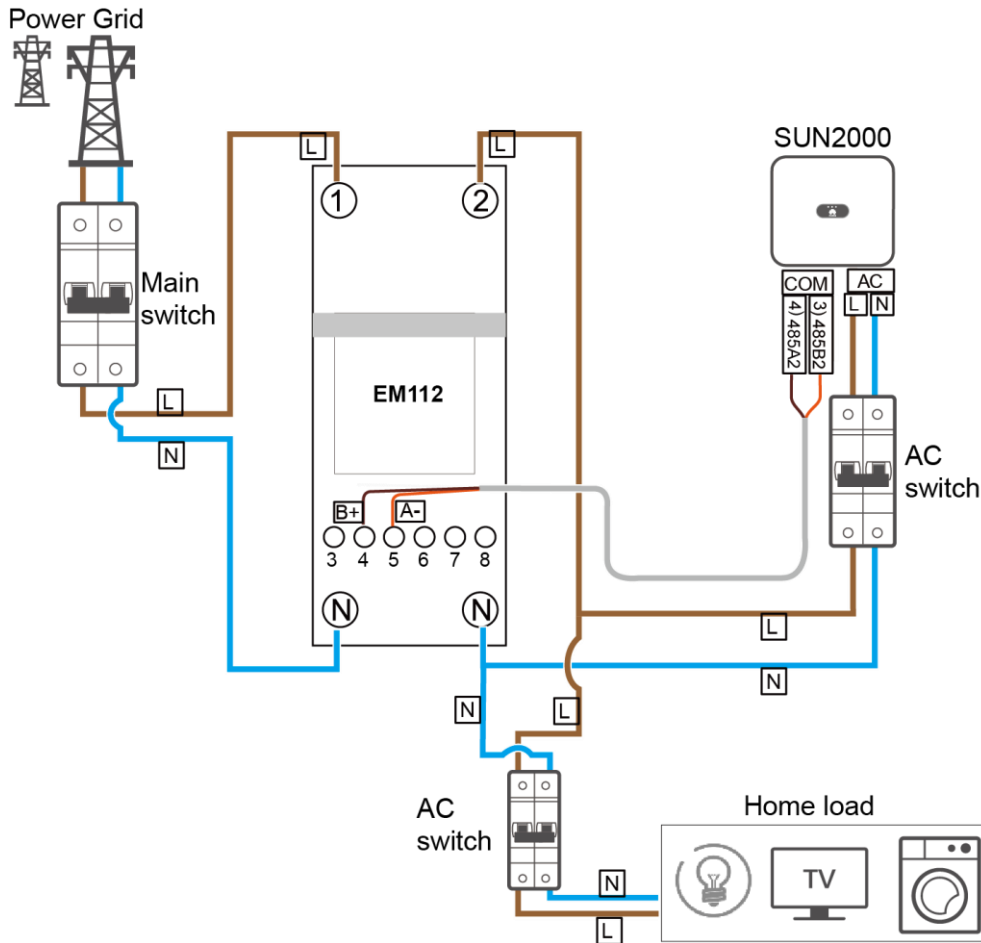 Power Grid
Main
switch
L
N
L
L
1
2
EM112
B+
A-
3
4
5
6
7
8
N
N
SUN2000
COM
AC
4) 485A2
3) 485B2
L
N
AC
switch
L
N
N
L
AC
switch
N
L
Home load
TV